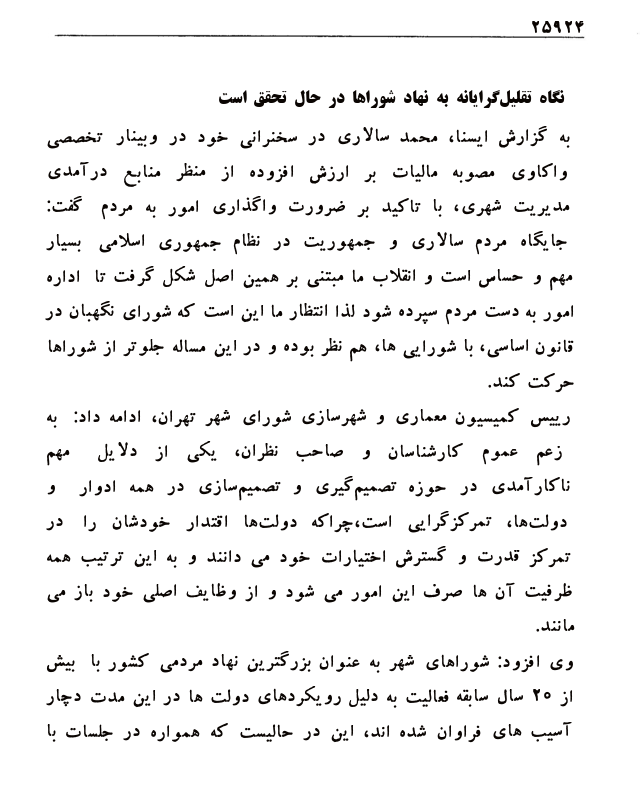 ۲۵۹۲۴
نگاه تقلیل‌گرایانه به نهاد شوراها در حال تحقق است
به گزارش ایسنا، محمد سالاری در سخنرانی خود در وبینار تخصصی
واکاوی مصوبه مالیات بر ارزش افزوده از منظر منابع درآمدی
مدیریت شهری، با تاکید بر ضرورت واگذاری امور به مردم گفت:
جایگاه مردم سالاری و جمهوریت در نظام جمهوری اسلامی بسیار
مهم و حساس است و انقلاب ما مبتنی بر همین اصل شکل گرفت تا اداره
امور به دست مردم سپرده شود لذا انتظار ما این است که شورای نگهبان در
قانون اساسی، با شورایی ها، هم نظر بوده و در این مساله جلوتر از شوراها
حرکت کند.
رییس کمیسیون معماری و شهرسازی شورای شهر تهران، ادامه داد: به
زعم عموم کارشناسان و صاحب نظران، یکی از دلایل مهم
ناکارآمدی در حوزه تصمیم‌گیری و تصمیم‌سازی در همه ادوار و
دولت‌ها، تمرکزگرایی است،چراکه دولت‌ها اقتدار خودشان را در
تمرکز قدرت و گسترش اختیارات خود می دانند و به این ترتیب همه
ظرفیت آن ها صرف این امور می شود و از وظایف اصلی خود باز می
مانند.
وی افزود: شوراهای شهر به عنوان بزرگترین نهاد مردمی کشور با بیش
از ۲۰ سال سابقه فعالیت به دلیل رویکردهای دولت ها در این مدت دچار
آسیب های فراوان شده اند، این در حالیست که همواره در جلسات با